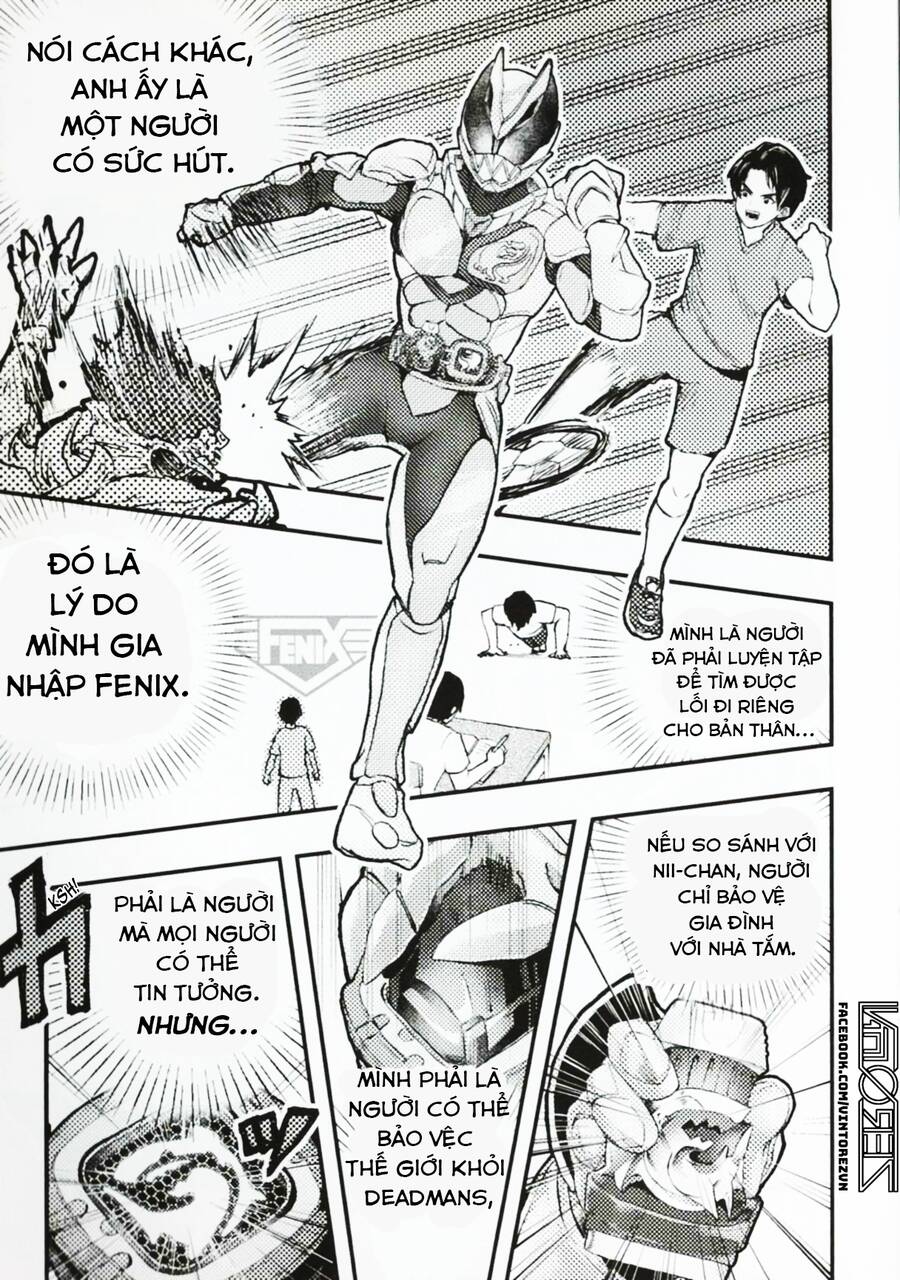 NÓI CÁCH KHÁC,
ANH ẤY LÀ
MỘT NGƯỜI
CÓ SỨC HÚT.
MÌNH LÀ NGƯỜI
ĐÃ PHẢI LUYỆN TẬP
ĐỂ TÌM ĐƯỢC
LỐI ĐI RIÊNG
CHO BẢN THÂN...
FENIX
ĐÓ LÀ
LÝ DO
MÌNH GIA
NHẬP FENIX.
NẾU SO SÁNH VỚI
NII-CHAN, NGƯỜI
CHỈ BẢO VỆ
GIA ĐÌNH
VỚI NHÀ TẮM.
MÌNH PHẢI LÀ
NGƯỜI CÓ THỂ
BẢO VỆC
THẾ GIỚI KHỎI
DEADMANS,
PHẢI LÀ NGƯỜI
MÀ MỌI NGƯỜI
CÓ THỂ
TIN TƯỞNG.
NHƯNG...
KSH!
FACEBOOK.COM/VINTOREZVN